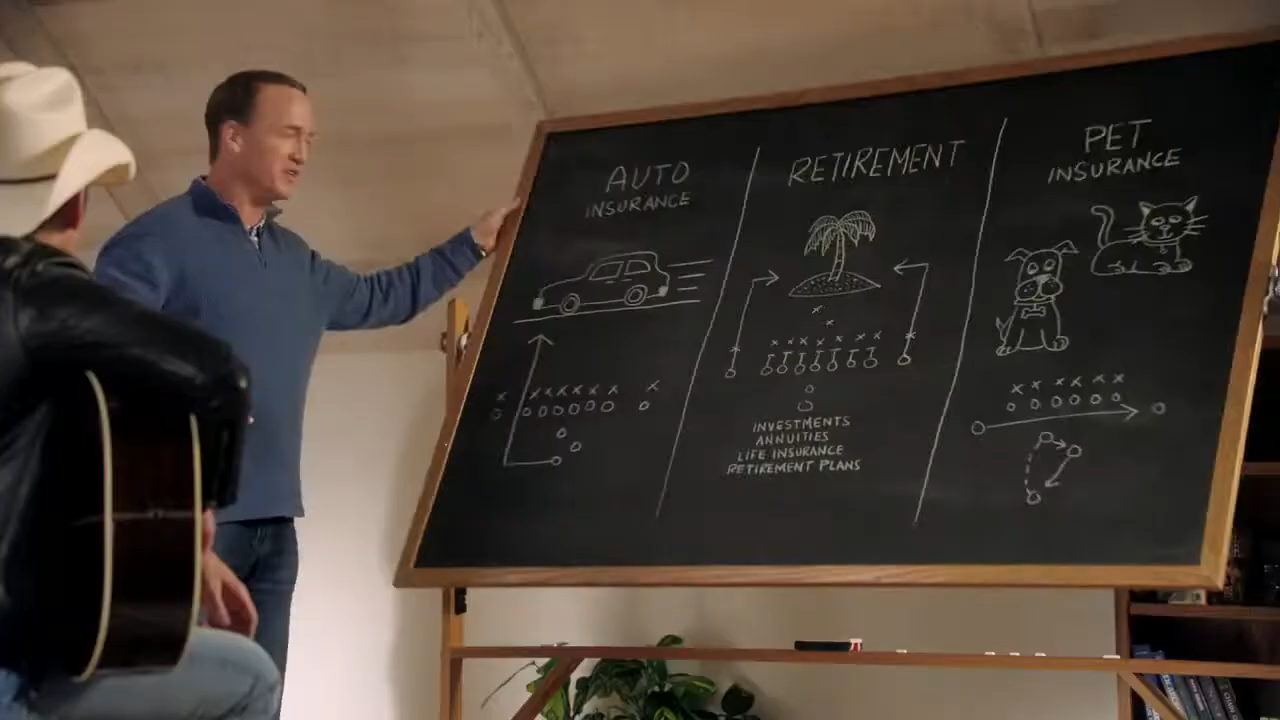 AUTO
INSURANCE
RETIREMENT
INVESTMENTS
ANNUITIES
LIFE INSURANCE
RETIREMENT PLANS
PET
INSURANCE